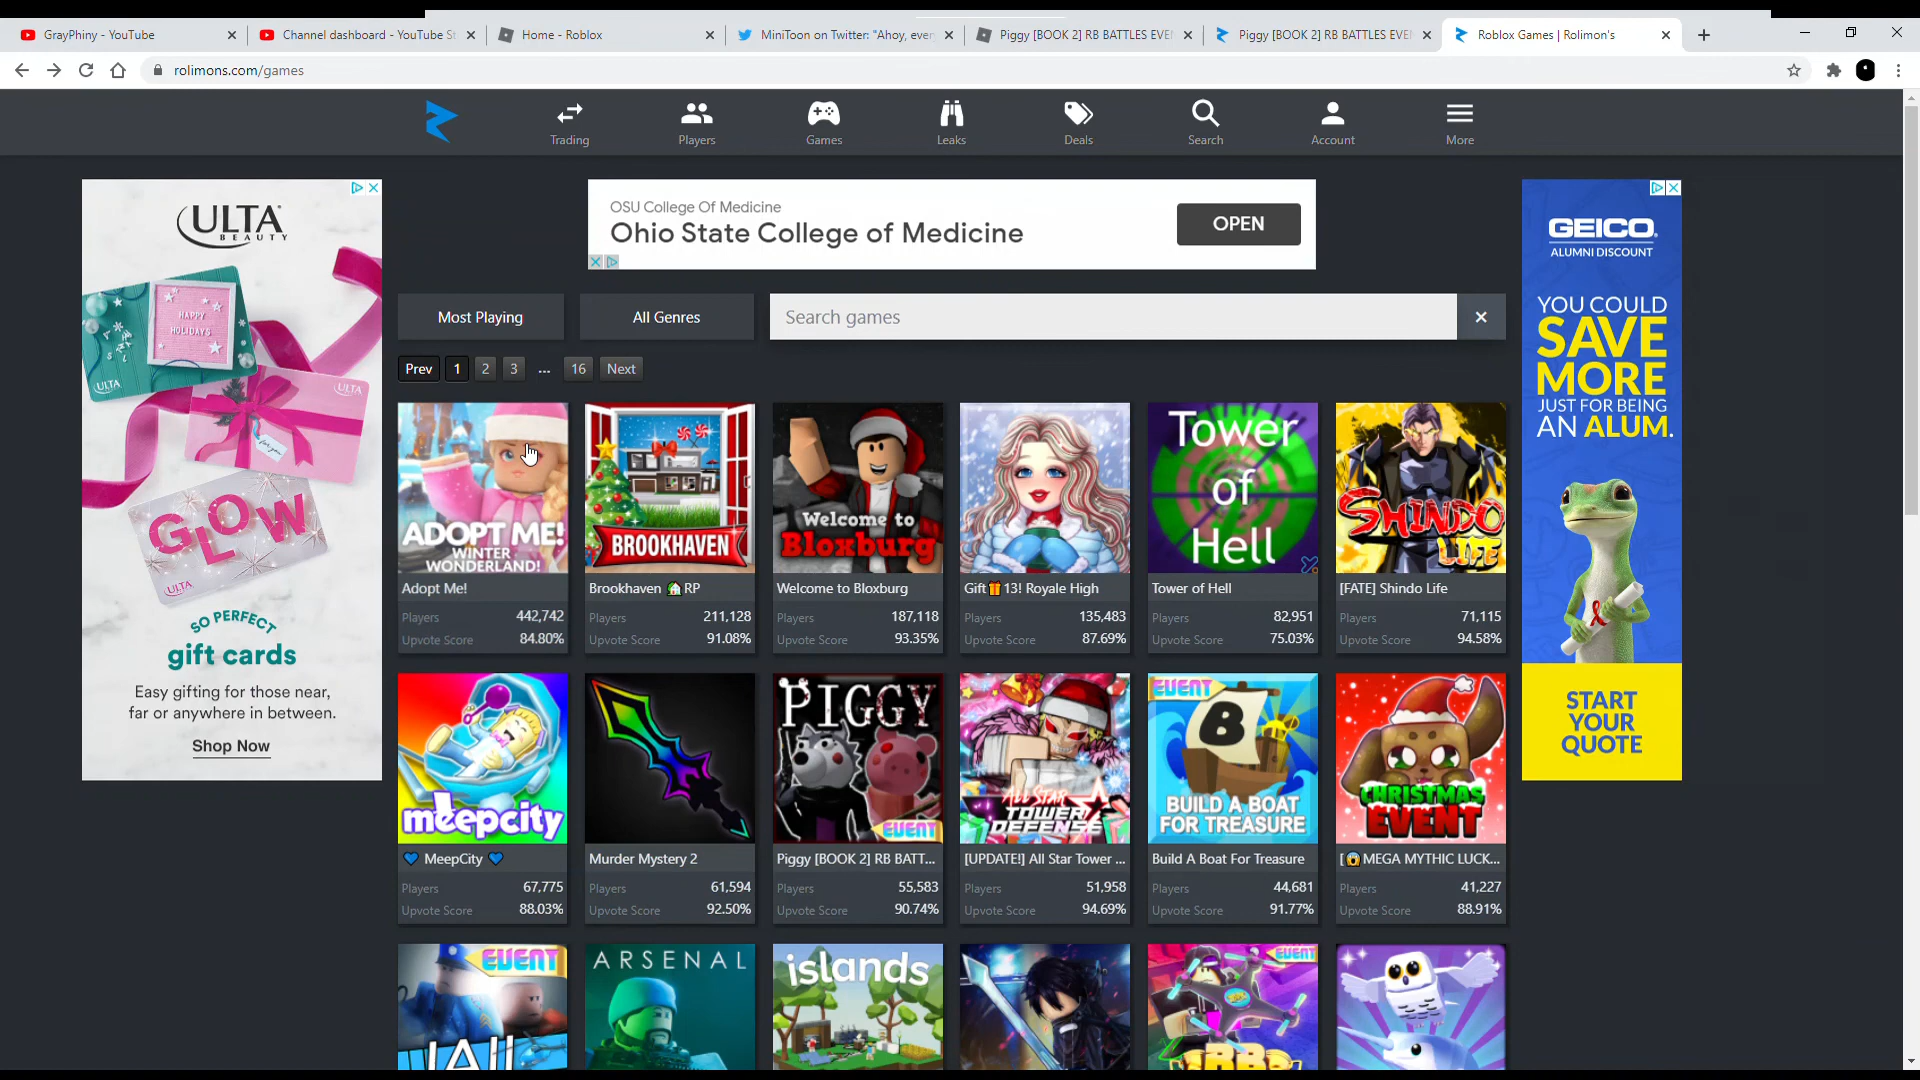 GrayPhiny - YouTube
Channel dashboard - YouTube St
Home - Roblox
MiniToon on Twitter: "Ahoy, ever
Piggy [BOOK 2] RB BATTLES EVE
Piggy [BOOK 2] RB BATTLES EVE
Roblox Games | Rolimon's
rolimons.com/games
Trading
Players
Games
Leaks
Deals
Search
Account
More
ULTA
BEAUTY
HAPPY
HOLIDAYS
ULTA
ULTA
for you
GLOW
ULTA
SO PERFECT
gift cards
Easy gifting for those near,
far or anywhere in between.
Shop Now
OSU College Of Medicine
Ohio State College of Medicine
OPEN
GEICO.
ALUMNI DISCOUNT
YOU COULD
SAVE
MORE
JUST FOR BEING
AN ALUM.
START
YOUR
QUOTE
Most Playing
All Genres
Search games
Prev 1 2 3 ... 16 Next
ADOPT ME!
WINTER
WONDERLAND!
BROOKHAVEN
Welcome to
Bloxburg
Tower
of
Hell
SHINDO
LIFE
Adopt Me!
Players 442,742
Upvote Score 84.80%
Brookhaven 🏡RP
Players 211,128
Upvote Score 91.08%
Welcome to Bloxburg
Players 187,118
Upvote Score 93.35%
Gift🎁13! Royale High
Players 135,483
Upvote Score 87.69%
Tower of Hell
Players 82,951
Upvote Score 75.03%
[FATE] Shindo Life
Players 71,115
Upvote Score 94.58%
meepcity
PIGGY
EVENT
ALL STAR
TOWER
DEFENSE
EVENT
B
BUILD A BOAT
FOR TREASURE
CHRISTMAS
EVENT
💙 MeepCity 💙
Players 67,775
Upvote Score 88.03%
Murder Mystery 2
Players 61,594
Upvote Score 92.50%
Piggy [BOOK 2] RB BATT...
Players 55,583
Upvote Score 90.74%
[UPDATE!] All Star Tower ...
Players 51,958
Upvote Score 94.69%
Build A Boat For Treasure
Players 44,681
Upvote Score 91.77%
[😱MEGA MYTHIC LUCK...
Players 41,227
Upvote Score 88.91%
EVENT
ARSENAL
islands
EVENT
RB